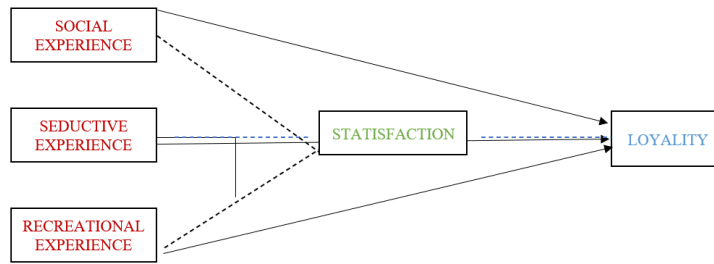 SOCIAL
EXPERIENCE
SEDUCTIVE
EXPERIENCE
STATISFACTION
LOYALITY
RECREATIONAL
EXPERIENCE